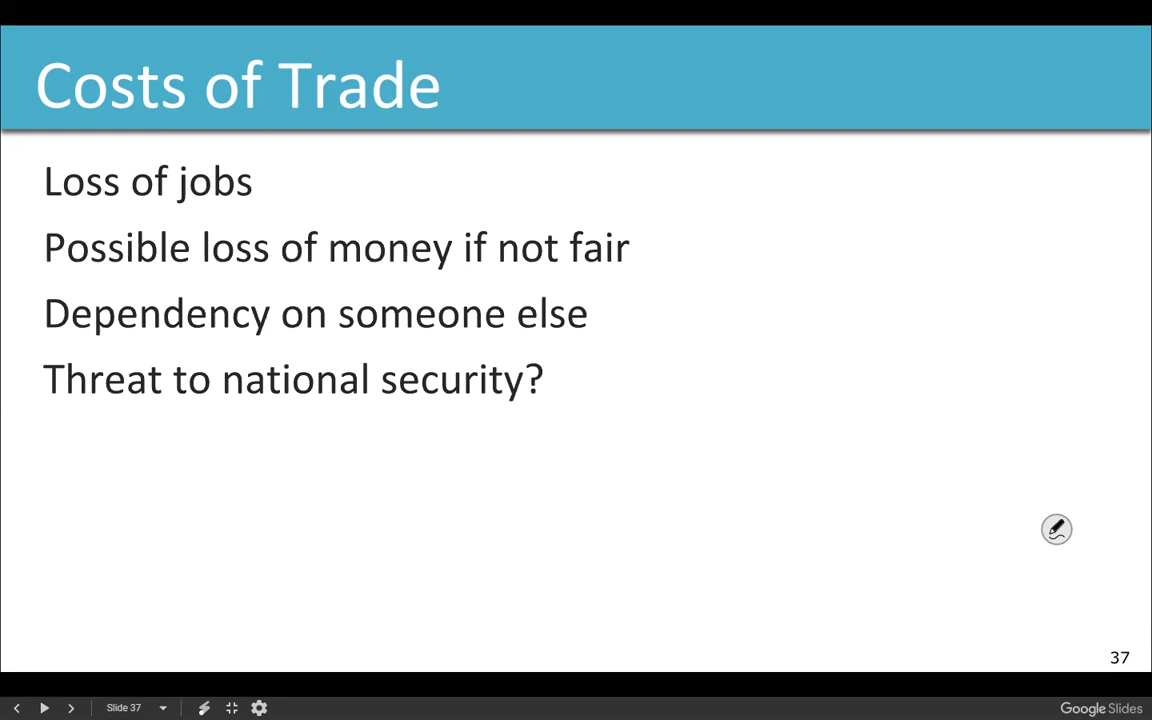 Costs of Trade
Loss of jobs
Possible loss of money if not fair
Dependency on someone else
Threat to national security?
37
Slide 37
Google Slides